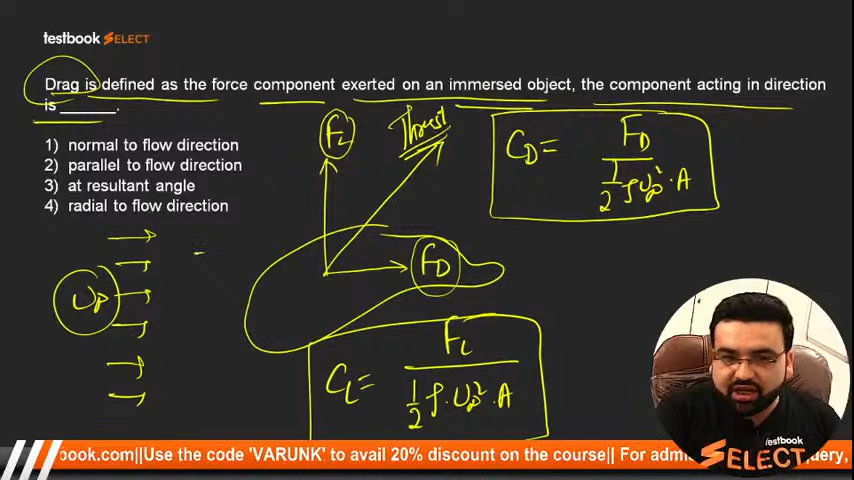 testbook SELECT
Drag is defined as the force component exerted on an immersed object, the component acting in direction
is ______.
1) normal to flow direction
2) parallel to flow direction
3) at resultant angle
4) radial to flow direction
FL
Thrust
CD = FD / 1/2 ρU∞² · A
U∞
FD
CL = FL / 1/2 ρ · U∞² · A
testbook
SELECT
book.com||Use the code 'VARUNK' to avail 20% discount on the course|| For adm
query,